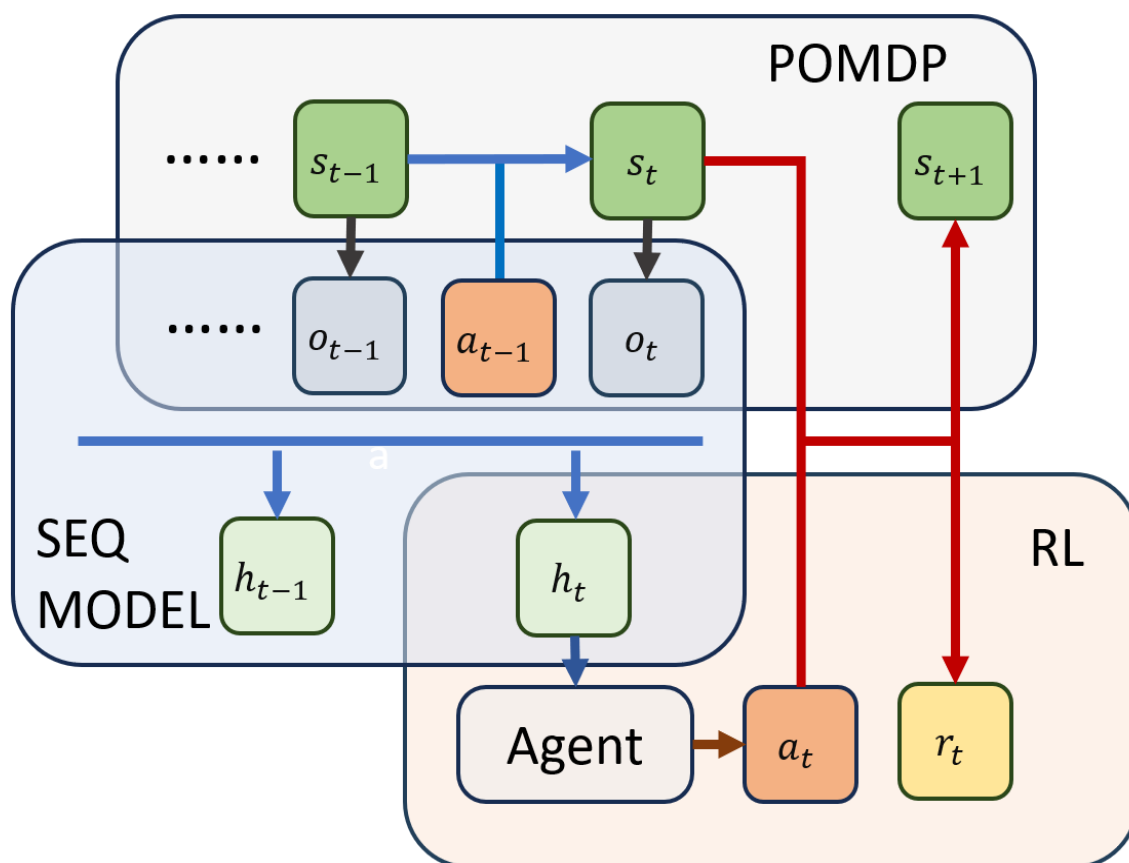 POMDP
...... s_{t-1} s_t s_{t+1}
...... o_{t-1} a_{t-1} o_t
a
SEQ
MODEL
h_{t-1} h_t
RL
Agent a_t r_t